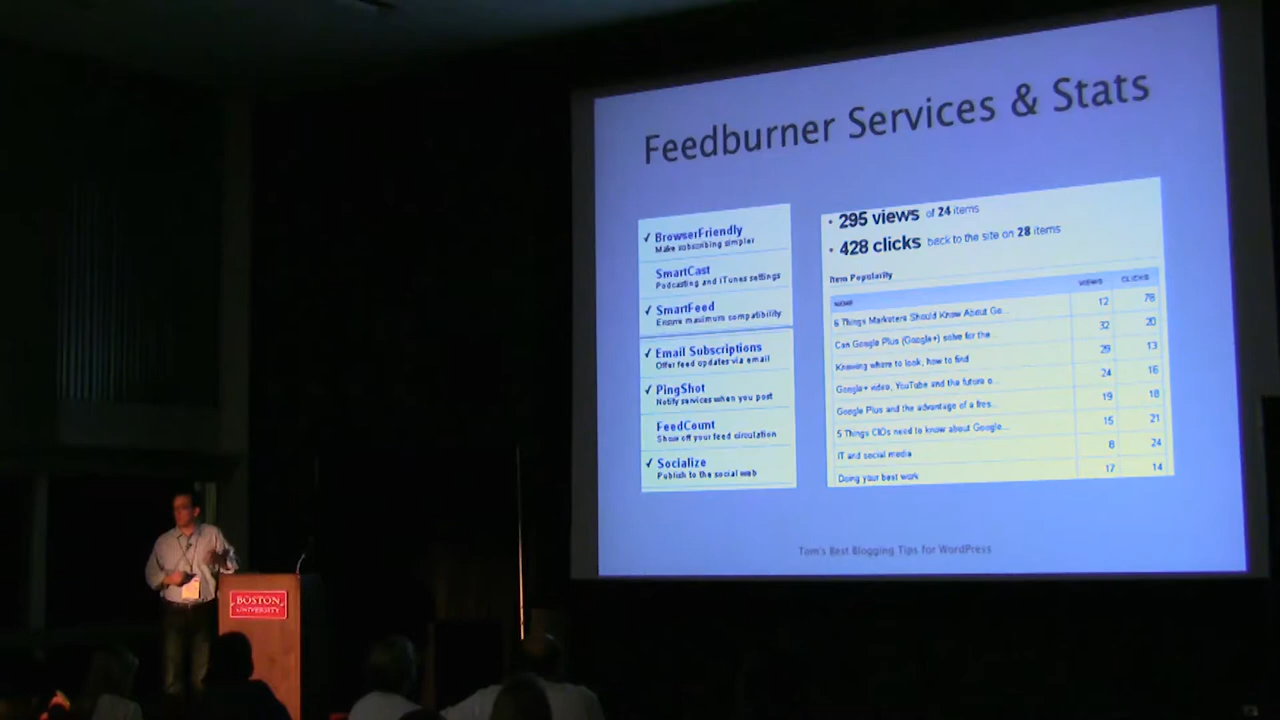 Feedburner Services & Stats
✓ BrowserFriendly
Make subscribing simpler
SmartCast
Podcasting and iTunes settings
✓ SmartFeed
Ensure maximum compatibility
✓ Email Subscriptions
Offer feed updates via email
✓ PingShot
Notify services when you post
FeedCount
Show off your feed circulation
✓ Socialize
Publish to the social web
• 295 views of 24 items
• 428 clicks back to the site on 28 items
Item Popularity
NAME VIEWS CLICKS
6 Things Marketers Should Know About Go... 12 78
Can Google Plus (Google+) solve for the... 32 20
Knowing where to look, how to find 29 13
Google+ video, YouTube and the future o... 24 16
Google Plus and the advantage of a fres... 19 18
5 Things CIOs need to know about Google... 15 21
IT and social media 8 24
Doing your best work 17 14
Tom's Best Blogging Tips for WordPress
BOSTON
UNIVERSITY